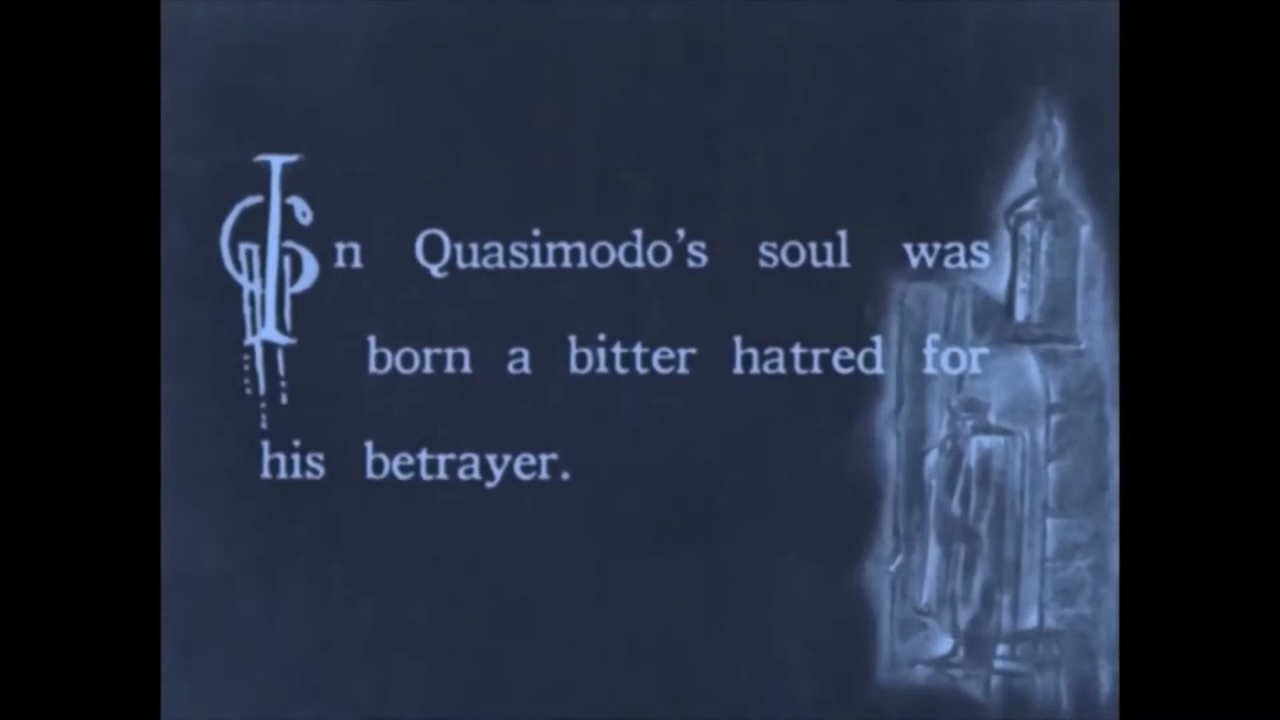 In Quasimodo's soul was
born a bitter hatred for
his betrayer.